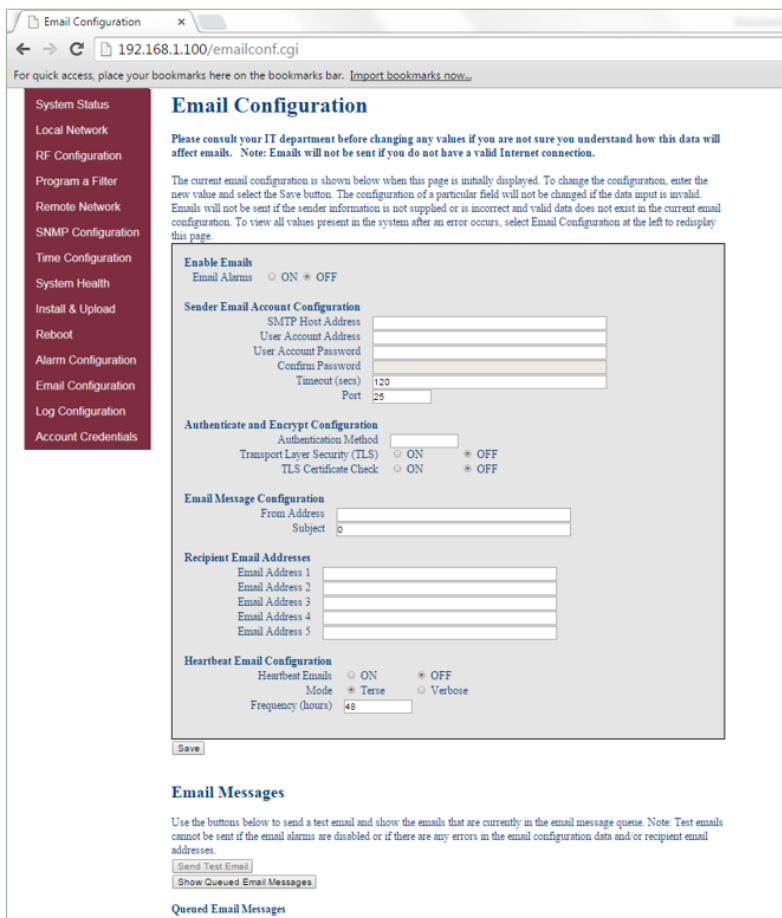 Email Configuration
192.168.1.100/emailconf.cgi
For quick access, place your bookmarks here on the bookmarks bar. Import bookmarks now...
System Status
Local Network
RF Configuration
Program a Filter
Remote Network
SNMP Configuration
Time Configuration
System Health
Install & Upload
Reboot
Alarm Configuration
Email Configuration
Log Configuration
Account Credentials
Email Configuration
Please consult your IT department before changing any values if you are not sure you understand how this data will
affect emails. Note: Emails will not be sent if you do not have a valid Internet connection.
The current email configuration is shown below when this page is initially displayed. To change the configuration, enter the
new value and select the Save button. The configuration of a particular field will not be changed if the data input is invalid.
Emails will not be sent if the sender information is not supplied or is incorrect and valid data does not exist in the current email
configuration. To view all values present in the system after an error occurs, select Email Configuration at the left to redisplay
this page.
Enable Emails
Email Alarms ON OFF
Sender Email Account Configuration
SMTP Host Address
User Account Address
User Account Password
Confirm Password
Timeout (secs) 120
Port 25
Authenticate and Encrypt Configuration
Authentication Method
Transport Layer Security (TLS) ON OFF
TLS Certificate Check ON OFF
Email Message Configuration
From Address
Subject 0
Recipient Email Addresses
Email Address 1
Email Address 2
Email Address 3
Email Address 4
Email Address 5
Heartbeat Email Configuration
Heartbeat Emails ON OFF
Mode Terse Verbose
Frequency (hours) 48
Save
Email Messages
Use the buttons below to send a test email and show the emails that are currently in the email message queue. Note: Test emails
cannot be sent if the email alarms are disabled or if there are any errors in the email configuration data and/or recipient email
addresses.
Send Test Email
Show Queued Email Messages
Queued Email Messages